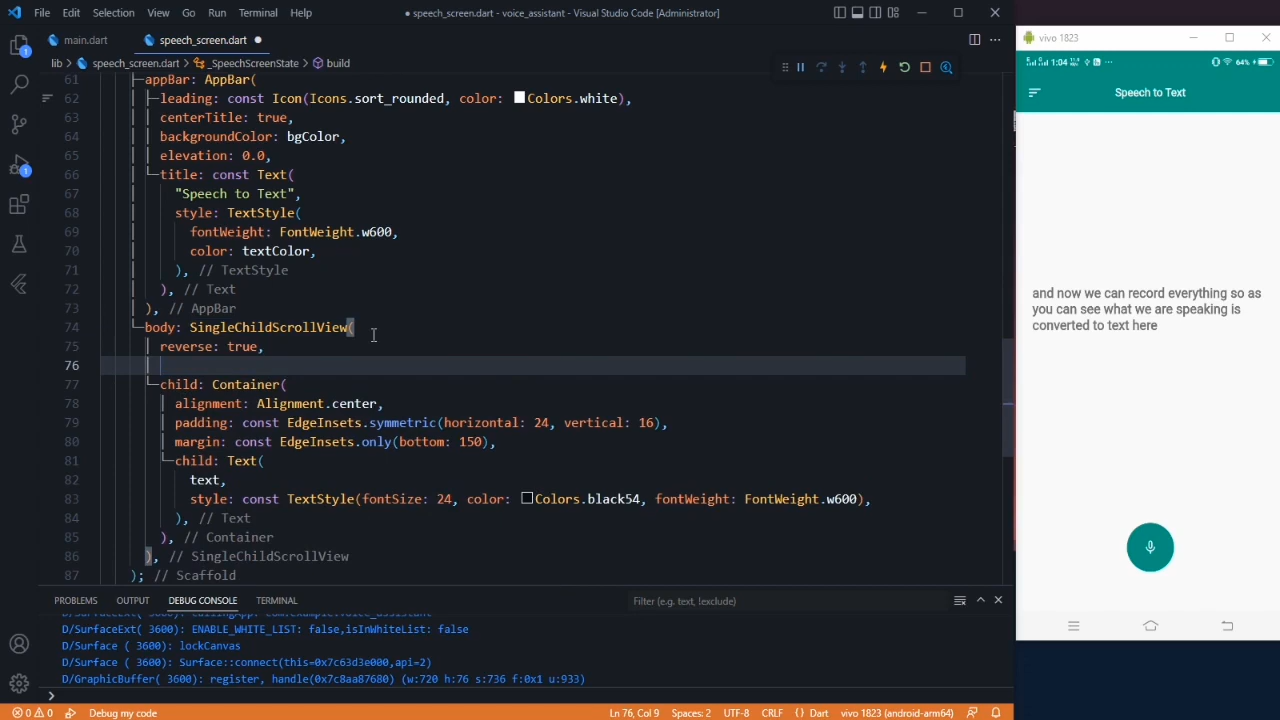 File Edit Selection View Go Run Terminal Help
● speech_screen.dart - voice_assistant - Visual Studio Code [Administrator]
main.dart
speech_screen.dart ●
lib > speech_screen.dart > _SpeechScreenState > build
61 appBar: AppBar(
62 leading: const Icon(Icons.sort_rounded, color: Colors.white),
63 centerTitle: true,
64 backgroundColor: bgColor,
65 elevation: 0.0,
66 title: const Text(
67 "Speech to Text",
68 style: TextStyle(
69 fontWeight: FontWeight.w600,
70 color: textColor,
71 ), // TextStyle
72 ), // Text
73 ), // AppBar
74 body: SingleChildScrollView(
75 reverse: true,
76
77 child: Container(
78 alignment: Alignment.center,
79 padding: const EdgeInsets.symmetric(horizontal: 24, vertical: 16),
80 margin: const EdgeInsets.only(bottom: 150),
81 child: Text(
82 text,
83 style: const TextStyle(fontSize: 24, color: Colors.black54, fontWeight: FontWeight.w600),
84 ), // Text
85 ), // Container
86 ), // SingleChildScrollView
87 ); // Scaffold
PROBLEMS OUTPUT DEBUG CONSOLE TERMINAL
Filter (e.g. text, !exclude)
D/SurfaceExt( 3600): ENABLE_WHITE_LIST: false,isInWhiteList: false
D/Surface ( 3600): lockCanvas
D/Surface ( 3600): Surface::connect(this=0x7c63d3e000,api=2)
D/GraphicBuffer( 3600): register, handle(0x7c8aa87680) (w:720 h:76 s:736 f:0x1 u:933)
0 0 Debug my code
Ln 76, Col 9 Spaces: 2 UTF-8 CRLF {} Dart vivo 1823 (android-arm64)
vivo 1823
1:04
64%
Speech to Text
and now we can record everything so as
you can see what we are speaking is
converted to text here